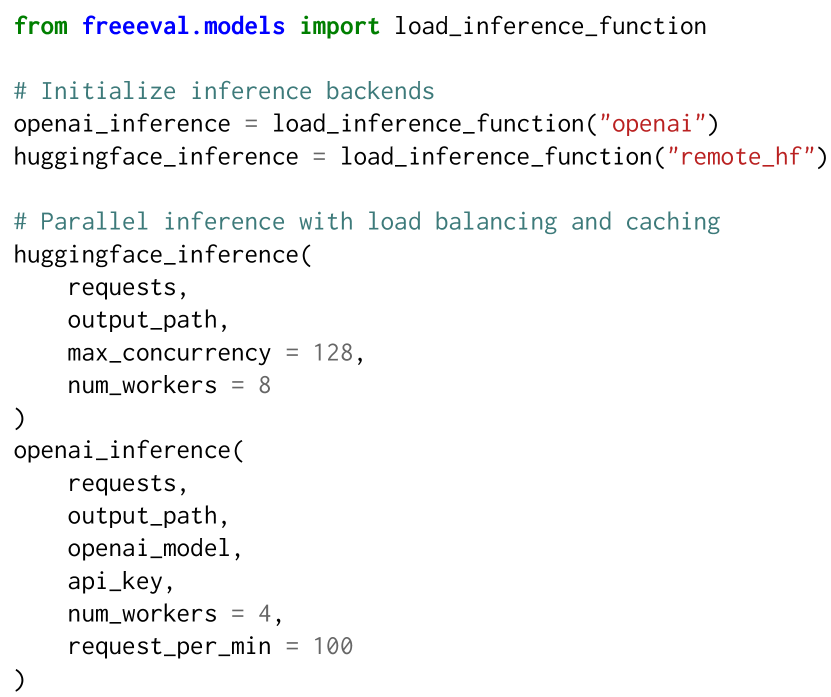 from freeeval.models import load_inference_function

# Initialize inference backends
openai_inference = load_inference_function("openai")
huggingface_inference = load_inference_function("remote_hf")

# Parallel inference with load balancing and caching
huggingface_inference(
    requests,
    output_path,
    max_concurrency = 128,
    num_workers = 8
)
openai_inference(
    requests,
    output_path,
    openai_model,
    api_key,
    num_workers = 4,
    request_per_min = 100
)